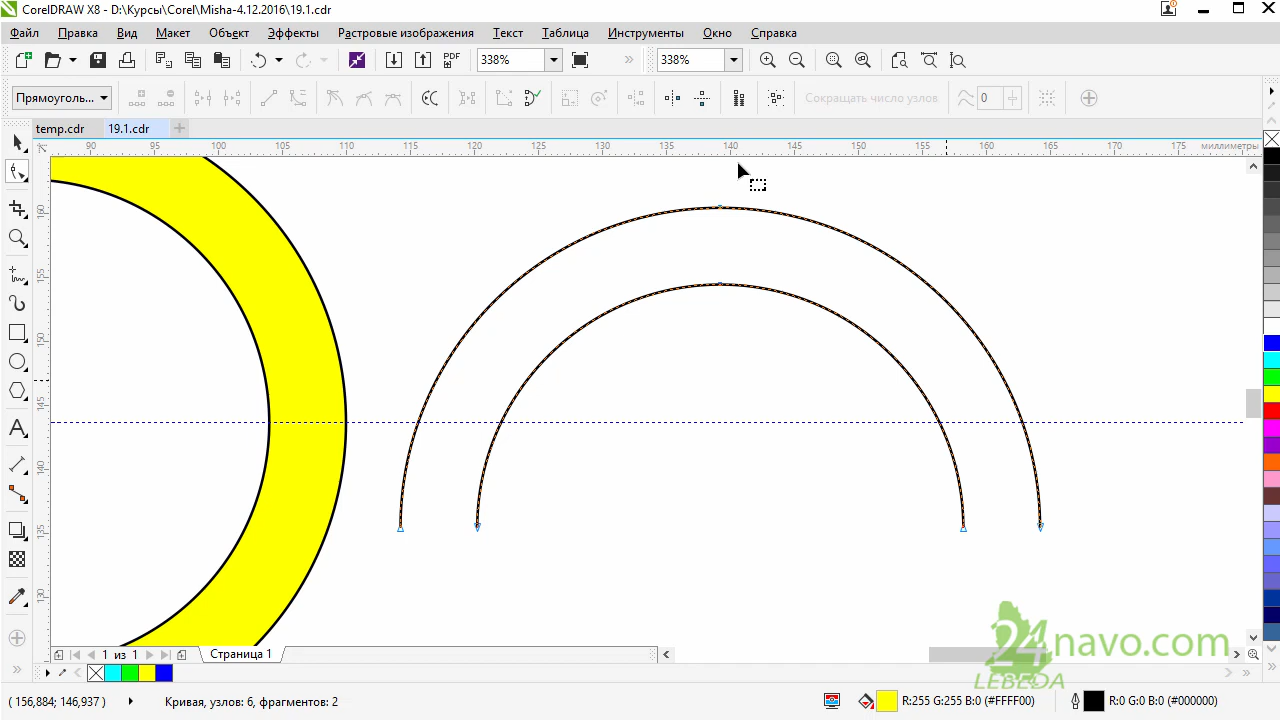 CorelDRAW X8 - D:\Курсы\Corel\Misha-4.12.2016\19.1.cdr
Файл Правка Вид Макет Объект Эффекты Растровые изображения Текст Таблица Инструменты Окно Справка
PDF 338% » 338%
Прямоуголь... Сокращать число узлов 0
temp.cdr 19.1.cdr
90 95 100 105 110 115 120 125 130 135 140 145 150 155 160 165 170 175 миллиметры
160
155
150
145
140
135
130
24navo.com
LEBEDA
1 из 1 Страница 1
( 156,884; 146,937 ) Кривая, узлов: 6, фрагментов: 2 R:255 G:255 B:0 (#FFFF00) R:0 G:0 B:0 (#000000)